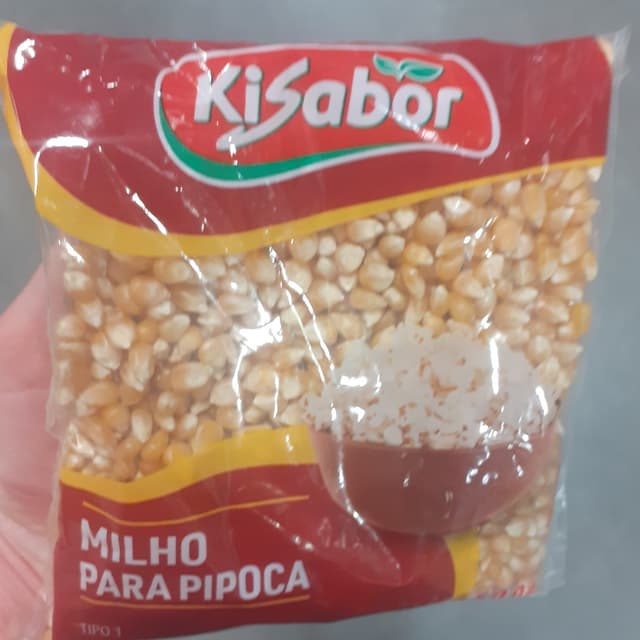 KiSabor
MILHO
PARA PIPOCA
TIPO 1